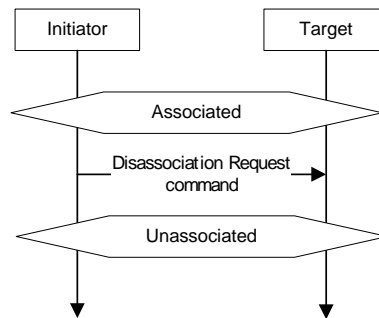 Initiator
Target
Associated
Disassociation Request
command
Unassociated